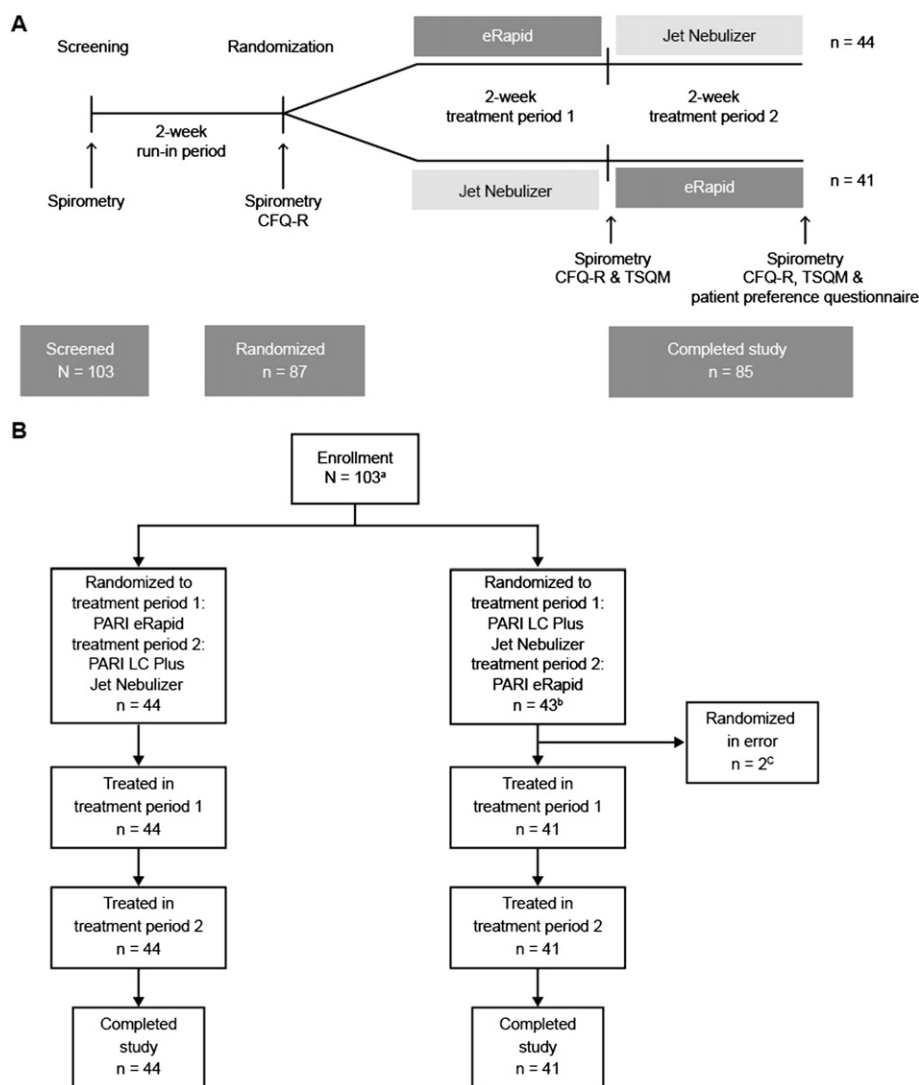 A
Screening
Randomization
eRapid
Jet Nebulizer
n = 44
2-week
run-in period
2-week
treatment period 1
2-week
treatment period 2
Spirometry
Spirometry
CFQ-R
Jet Nebulizer
eRapid
n = 41
Spirometry
CFQ-R & TSQM
Spirometry
CFQ-R, TSQM &
patient preference questionnaire
Screened
N = 103
Randomized
n = 87
Completed study
n = 85
B
Enrollment
N = 103ᵃ
Randomized to
treatment period 1:
PARI eRapid
treatment period 2:
PARI LC Plus
Jet Nebulizer
n = 44
Randomized to
treatment period 1:
PARI LC Plus
Jet Nebulizer
treatment period 2:
PARI eRapid
n = 43ᵇ
Randomized
in error
n = 2ᶜ
Treated in
treatment period 1
n = 44
Treated in
treatment period 1
n = 41
Treated in
treatment period 2
n = 44
Treated in
treatment period 2
n = 41
Completed
study
n = 44
Completed
study
n = 41